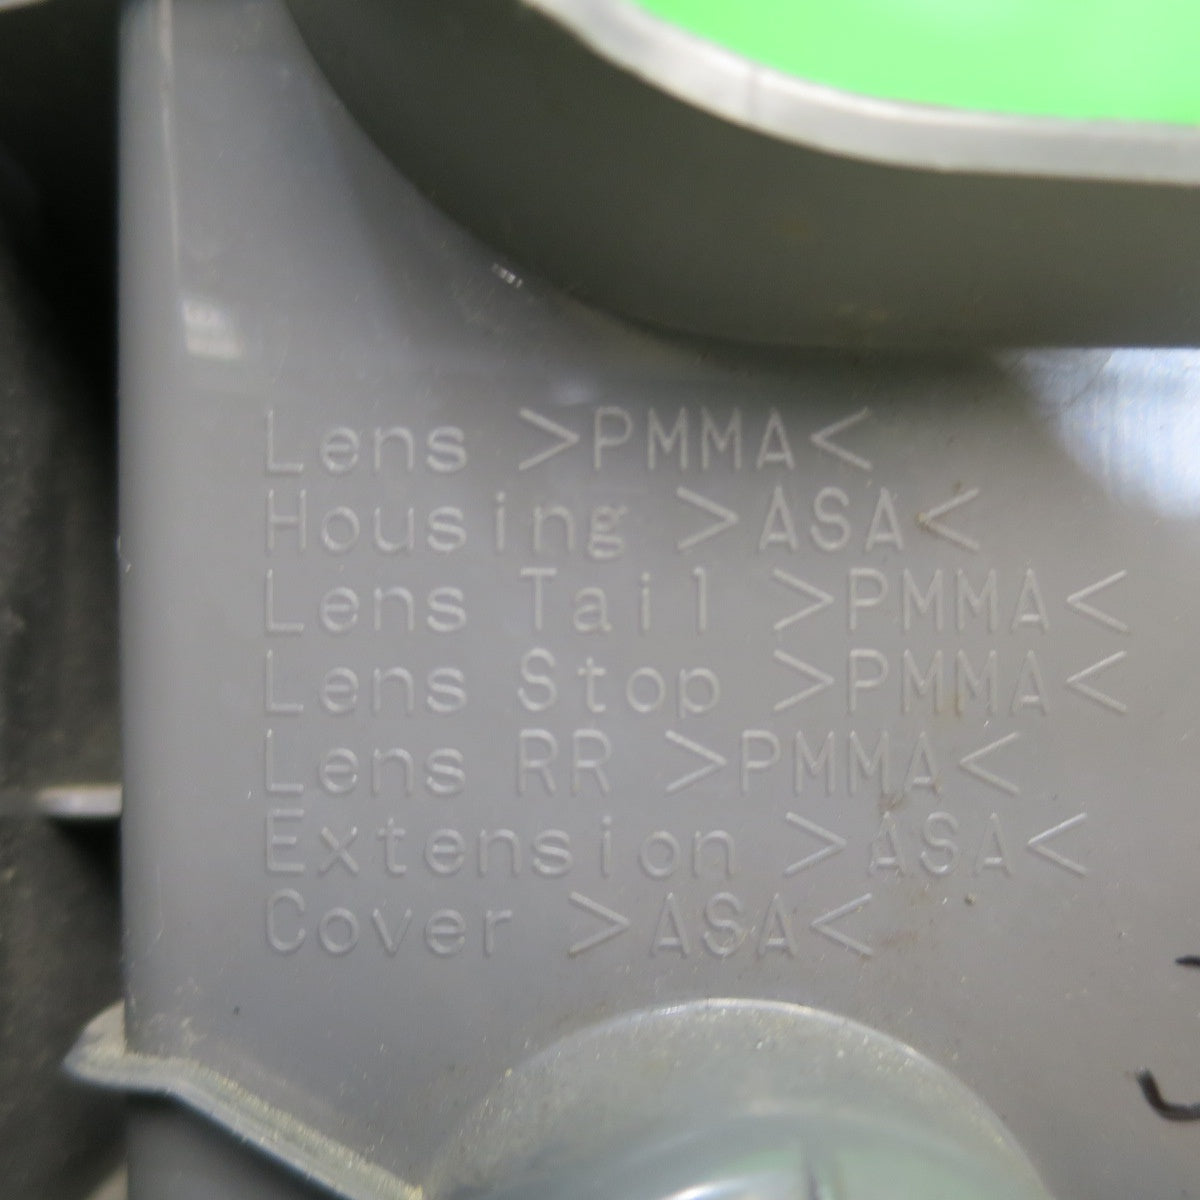 Lens >PMMA<
Housing >ASA<
Lens Tail >PMMA<
Lens Stop >PMMA<
Lens RR >PMMA<
Extension >ASA<
Cover >ASA<